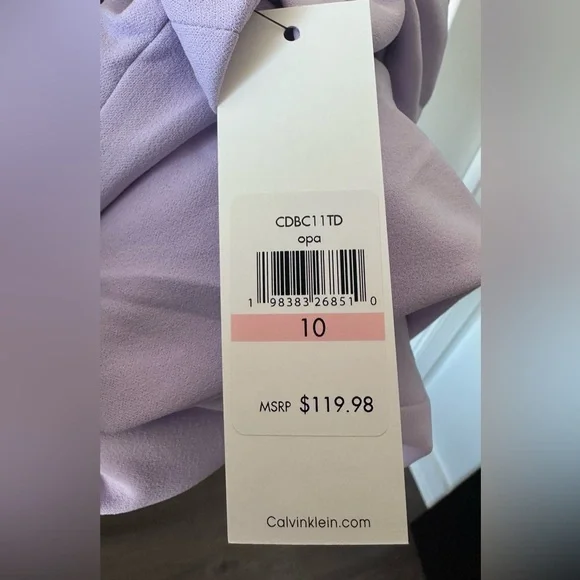 CDBC11TD
opa
1 98383 26851 0
10
MSRP $119.98
Calvinklein.com